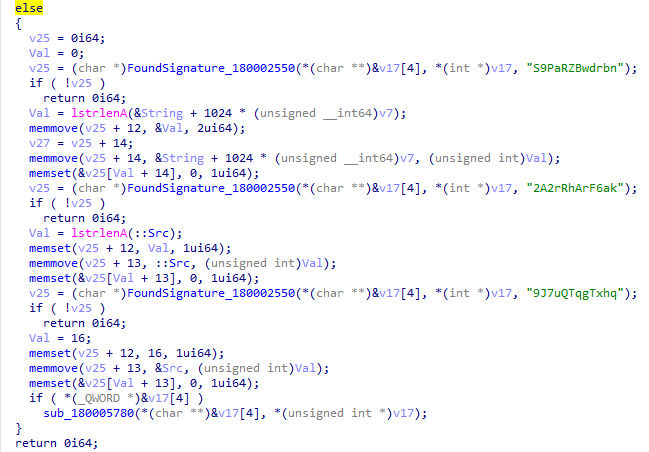 else
{
v25 = 0i64;
Val = 0;
v25 = (char *)FoundSignature_180002550(*(char **)&v17[4], *(int *)v17, "S9PaRZBwdrbn");
if ( !v25 )
return 0i64;
Val = lstrlenA(&String + 1024 * (unsigned __int64)v7);
memmove(v25 + 12, &Val, 2ui64);
v27 = v25 + 14;
memmove(v25 + 14, &String + 1024 * (unsigned __int64)v7, (unsigned int)Val);
memset(&v25[Val + 14], 0, 1ui64);
v25 = (char *)FoundSignature_180002550(*(char **)&v17[4], *(int *)v17, "2A2rRhArF6ak");
if ( !v25 )
return 0i64;
Val = lstrlenA(::Src);
memset(v25 + 12, Val, 1ui64);
memmove(v25 + 13, ::Src, (unsigned int)Val);
memset(&v25[Val + 13], 0, 1ui64);
v25 = (char *)FoundSignature_180002550(*(char **)&v17[4], *(int *)v17, "9J7uQTqgTxhq");
if ( !v25 )
return 0i64;
Val = 16;
memset(v25 + 12, 16, 1ui64);
memmove(v25 + 13, &Src, (unsigned int)Val);
memset(&v25[Val + 13], 0, 1ui64);
if ( *(_QWORD *)&v17[4] )
sub_180005780(*(char **)&v17[4], *(unsigned int *)v17);
}
return 0i64;